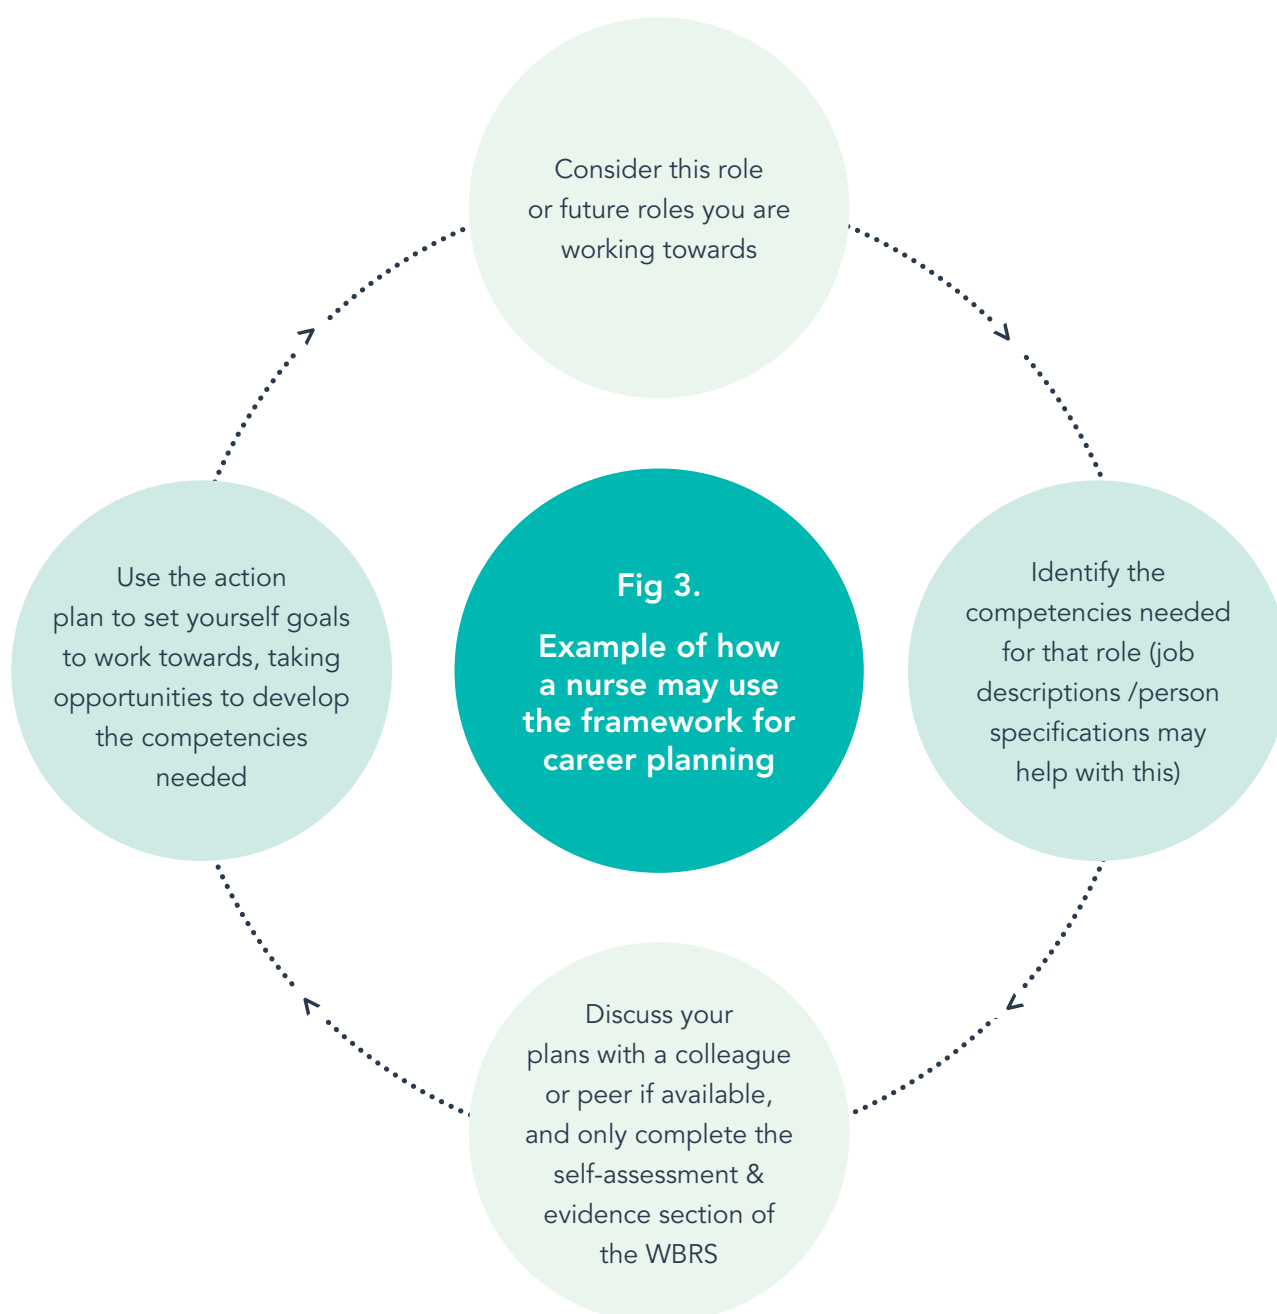 Consider this role
or future roles you are
working towards
Identify the
competencies needed
for that role (job
descriptions /person
specifications may
help with this)
Discuss your
plans with a colleague
or peer if available,
and only complete the
self-assessment &
evidence section of
the WBRS
Use the action
plan to set yourself goals
to work towards, taking
opportunities to develop
the competencies
needed
Fig 3.
Example of how
a nurse may use
the framework for
career planning